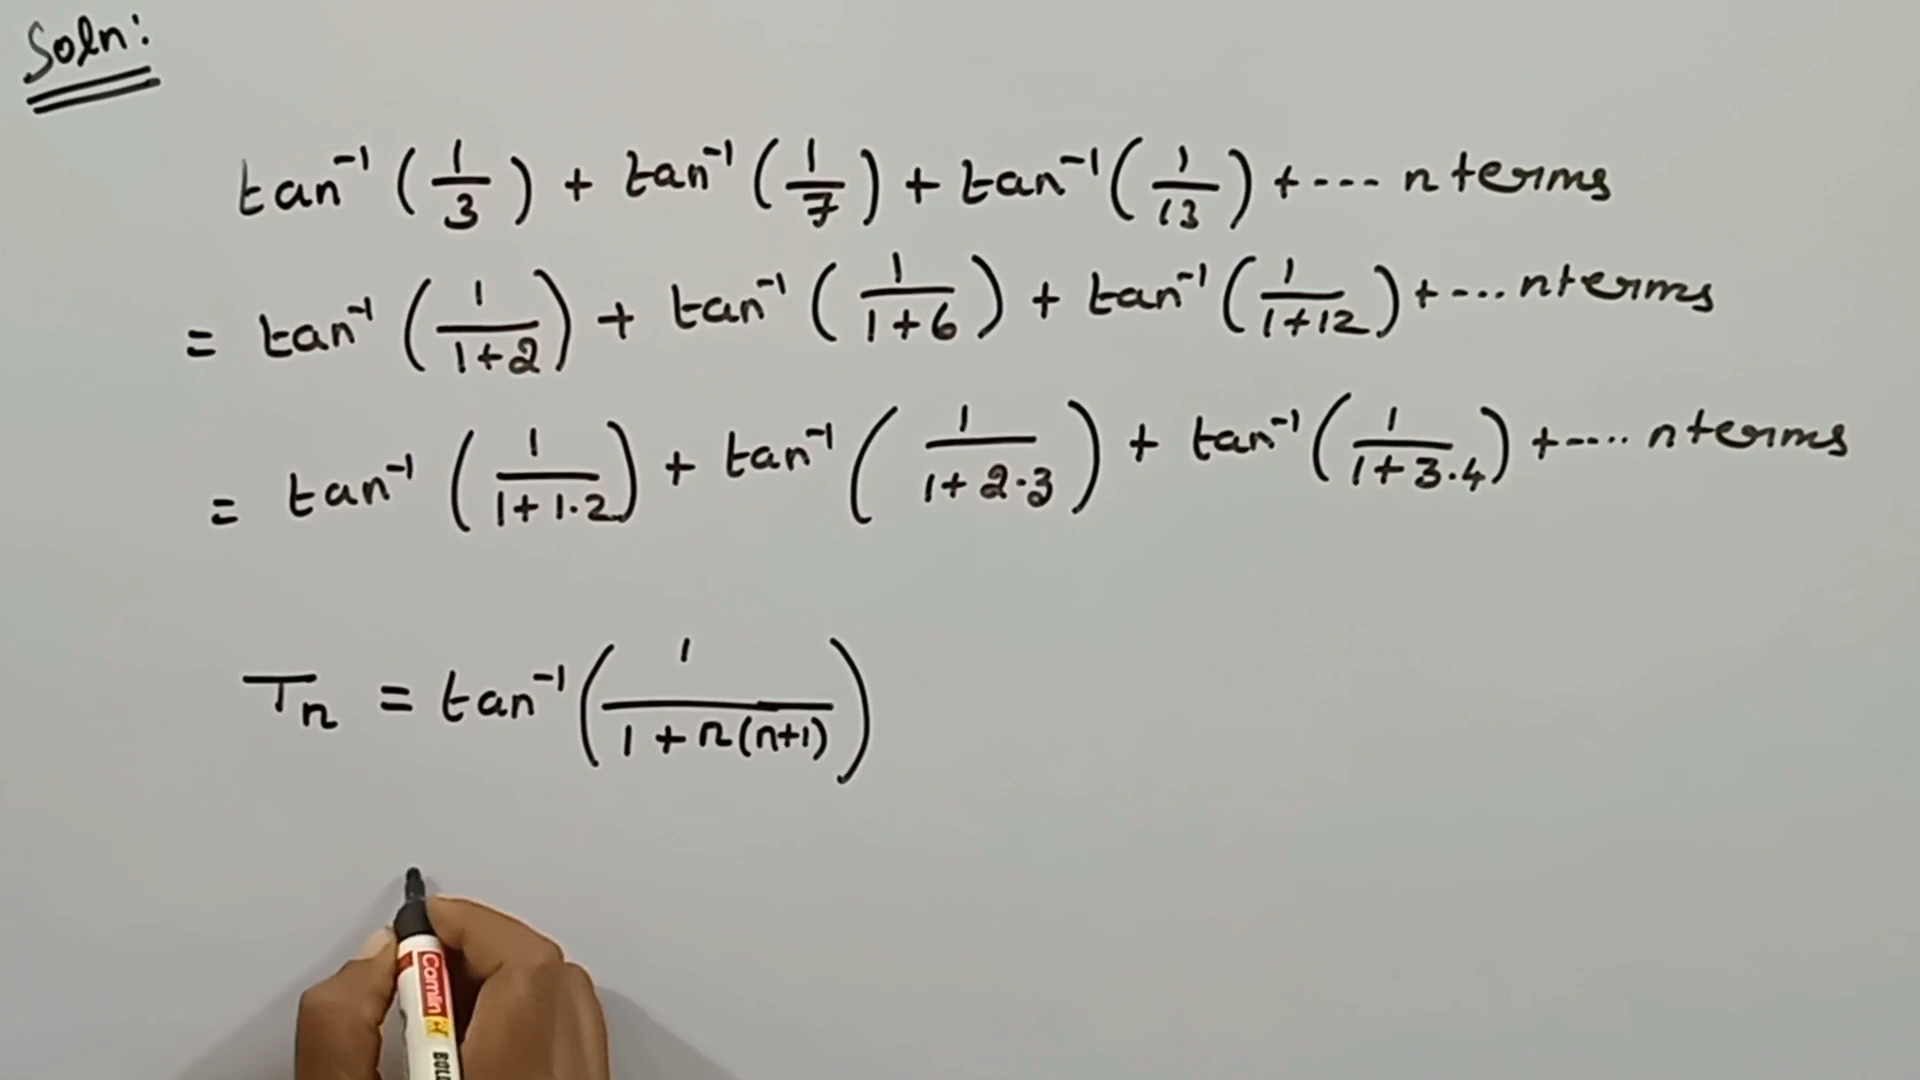 Soln:
tan⁻¹(1/3) + tan⁻¹(1/7) + tan⁻¹(1/13) + ---- n terms
= tan⁻¹(1/1+2) + tan⁻¹(1/1+6) + tan⁻¹(1/1+12) + -... n terms
= tan⁻¹(1/1+1.2) + tan⁻¹(1/1+2.3) + tan⁻¹(1/1+3.4) + -.... n terms
Tn = tan⁻¹(1/1+n(n+1))
Camlin
BOLD